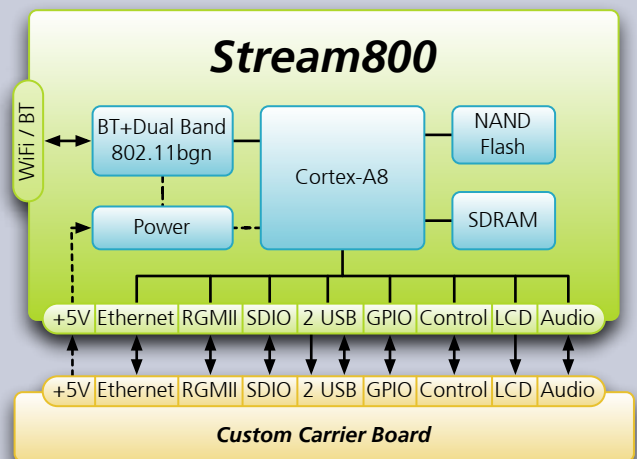 Stream800
WiFi / BT
BT+Dual Band
802.11bgn
Cortex-A8
NAND
Flash
Power
SDRAM
+5V Ethernet RGMII SDIO 2 USB GPIO Control LCD Audio
+5V Ethernet RGMII SDIO 2 USB GPIO Control LCD Audio
Custom Carrier Board